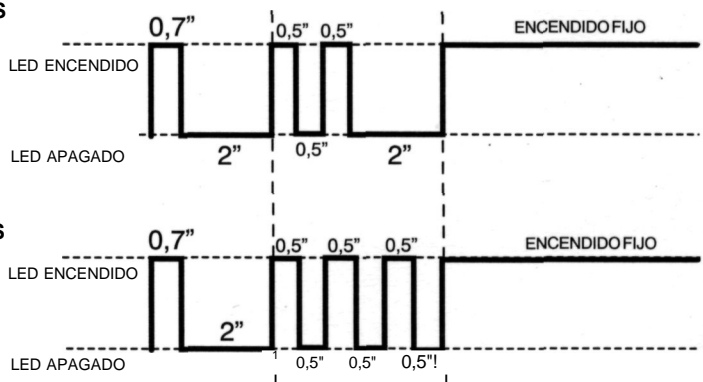 S
0,7"
0,5" 0,5"
ENCENDIDO FIJO
LED ENCENDIDO
LED APAGADO
2"
0,5"
2"
S
0,7"
0,5" 0,5" 0,5"
ENCENDIDO FIJO
LED ENCENDIDO
2"
LED APAGADO
0,5" 0,5" 0,5"!